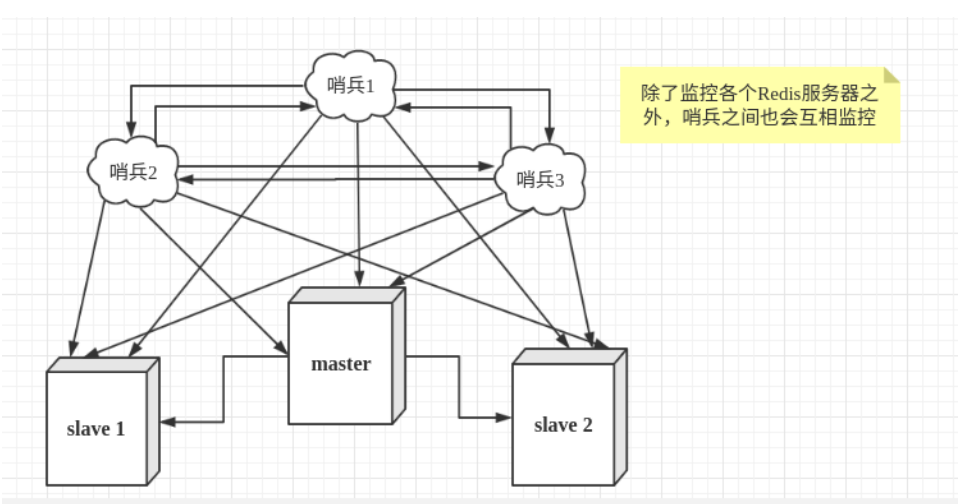 哨兵1
除了监控各个Redis服务器之
外，哨兵之间也会互相监控
哨兵2
哨兵3
master
slave 1
slave 2